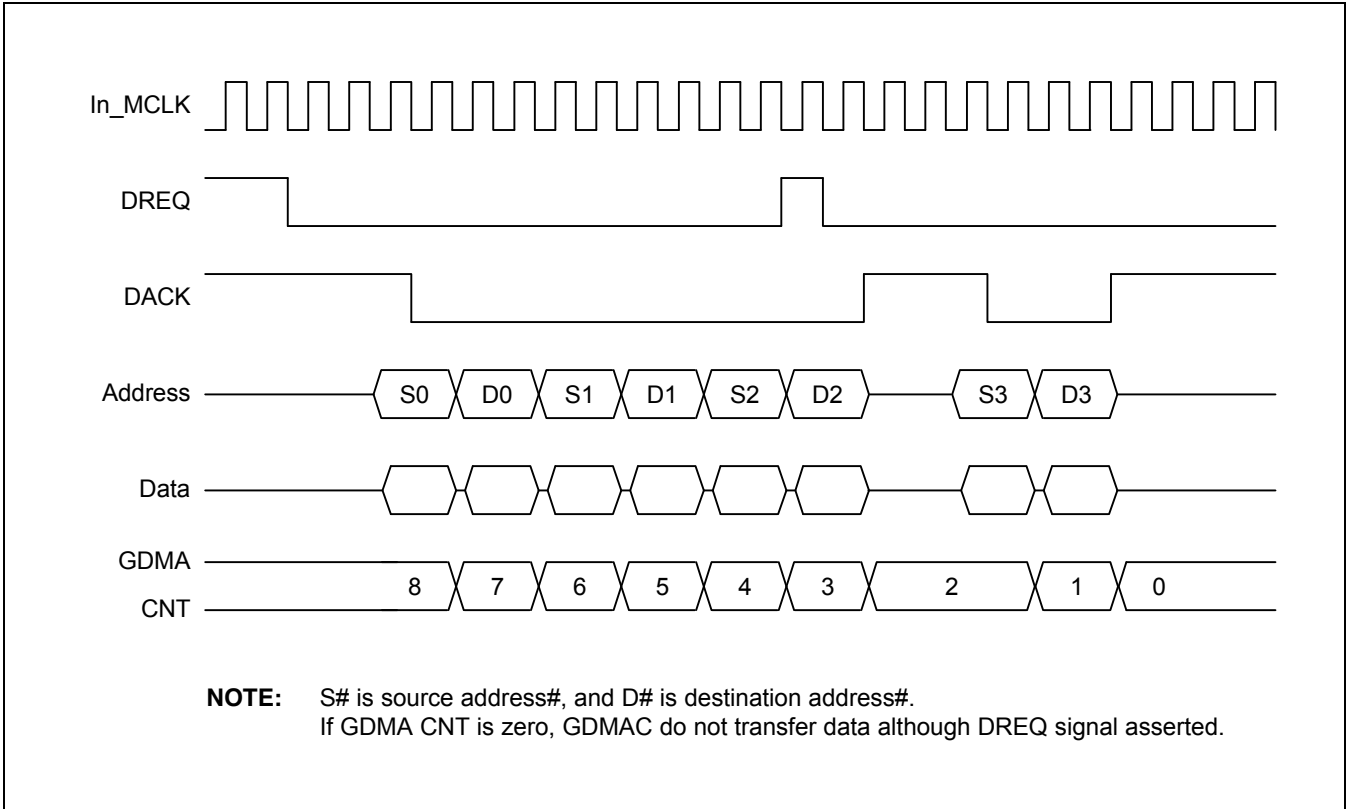 In_MCLK
DREQ
DACK
Address S0 D0 S1 D1 S2 D2 S3 D3
Data
GDMA
8 7 6 5 4 3 2 1 0
CNT
NOTE: S# is source address#, and D# is destination address#.
If GDMA CNT is zero, GDMAC do not transfer data although DREQ signal asserted.